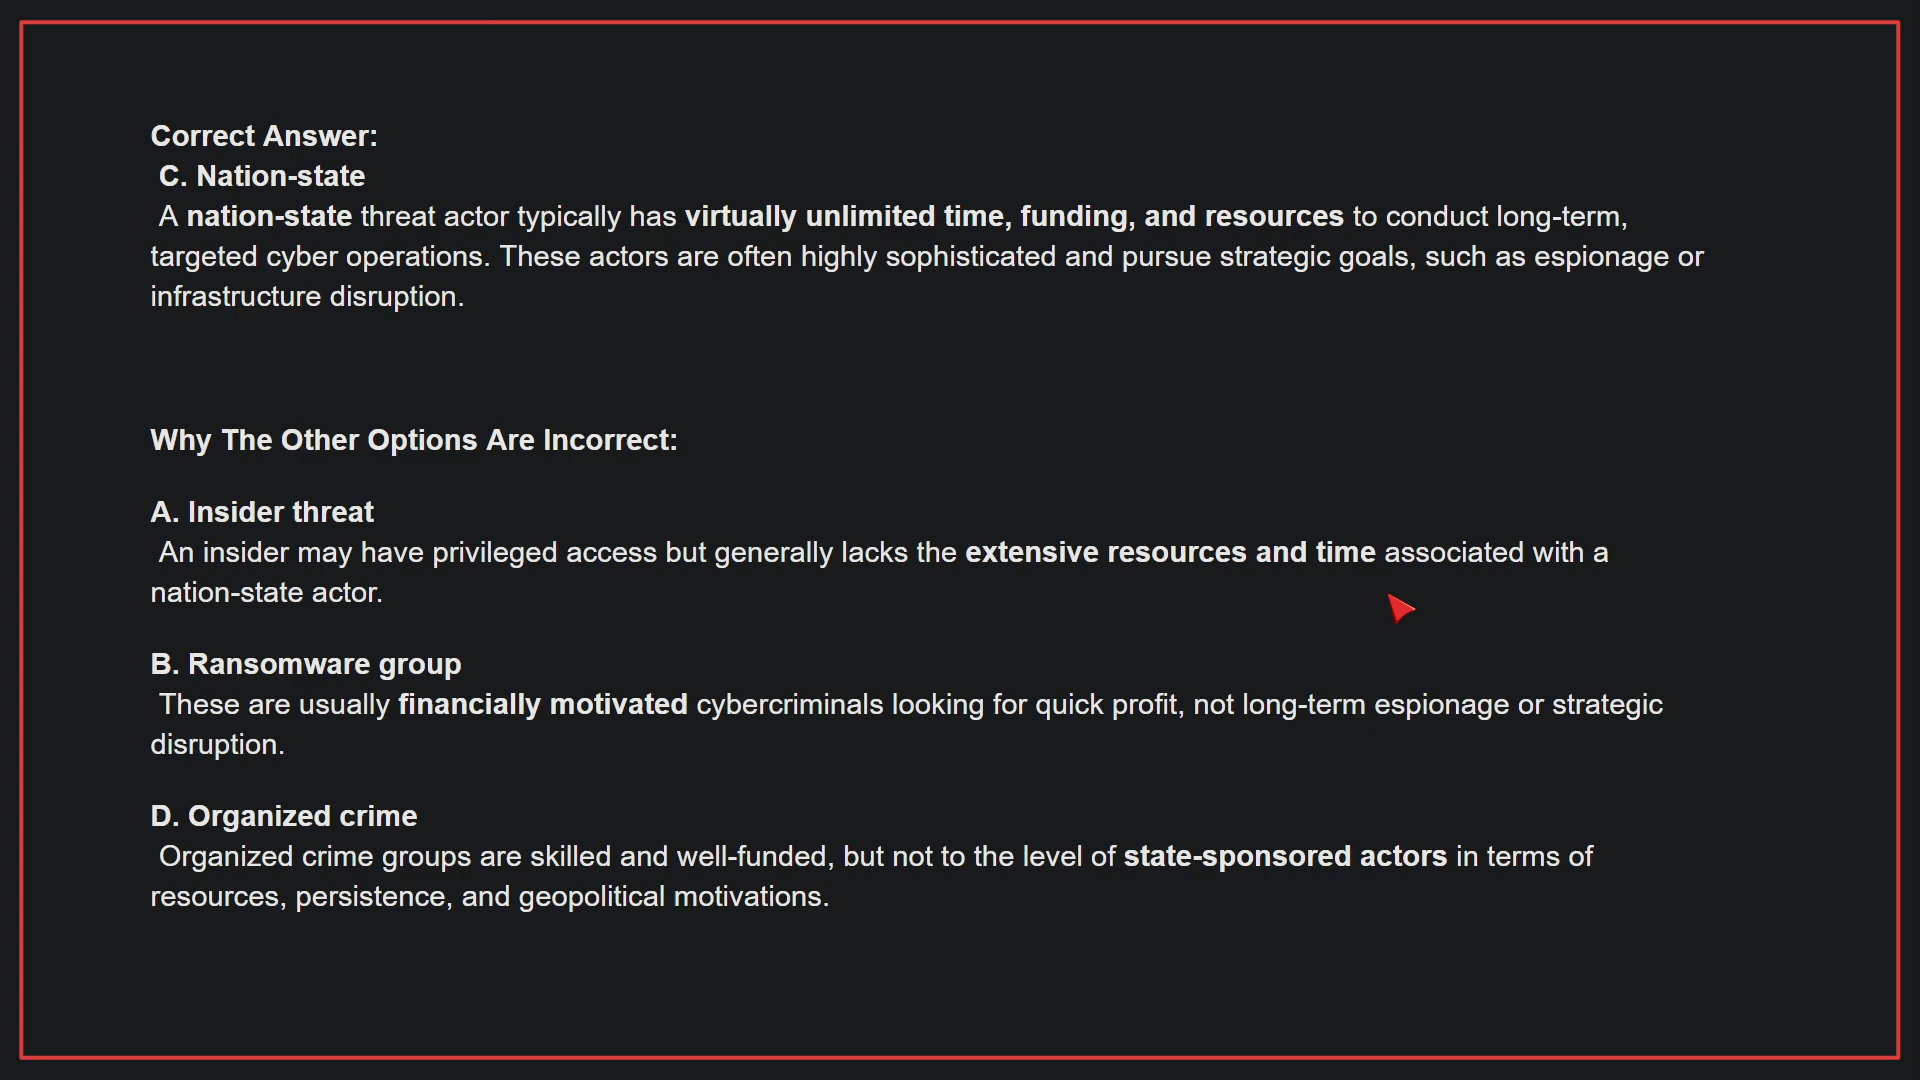 Correct Answer:
C. Nation-state
A nation-state threat actor typically has virtually unlimited time, funding, and resources to conduct long-term,
targeted cyber operations. These actors are often highly sophisticated and pursue strategic goals, such as espionage or
infrastructure disruption.
Why The Other Options Are Incorrect:
A. Insider threat
An insider may have privileged access but generally lacks the extensive resources and time associated with a
nation-state actor.
B. Ransomware group
These are usually financially motivated cybercriminals looking for quick profit, not long-term espionage or strategic
disruption.
D. Organized crime
Organized crime groups are skilled and well-funded, but not to the level of state-sponsored actors in terms of
resources, persistence, and geopolitical motivations.